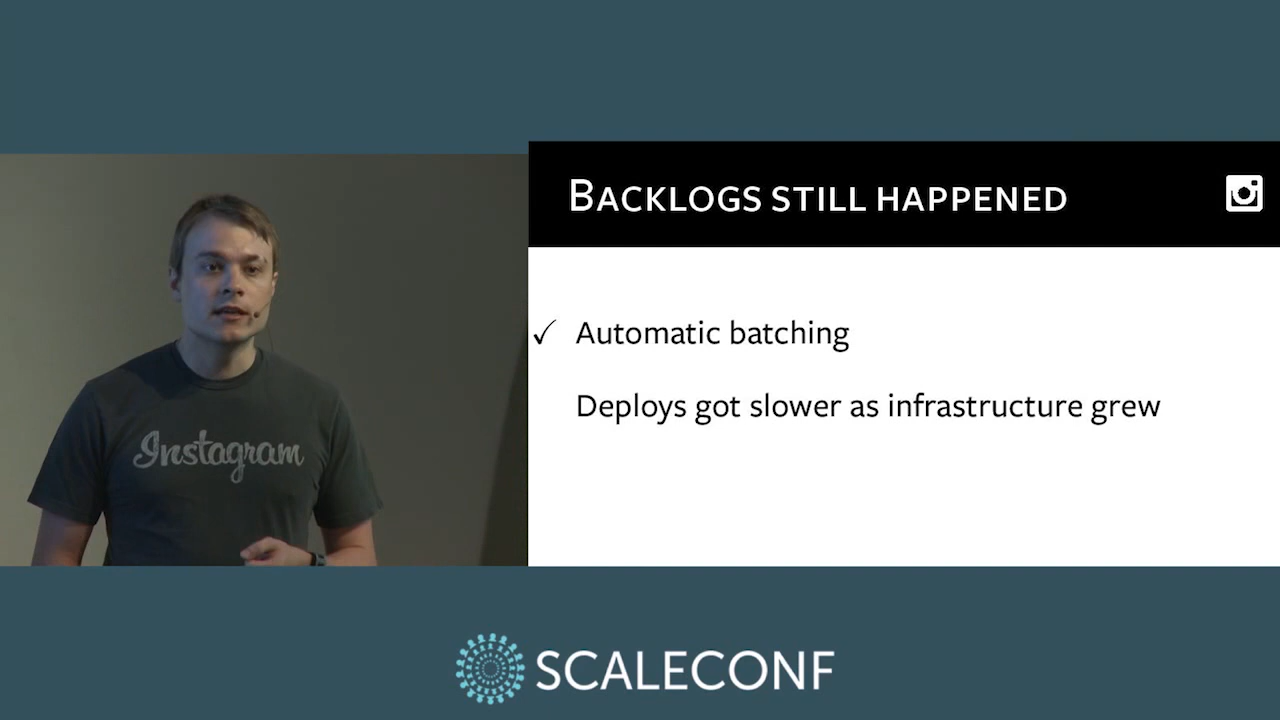 BACKLOGS STILL HAPPENED
✓ Automatic batching
Deploys got slower as infrastructure grew
Instagram
SCALECONF